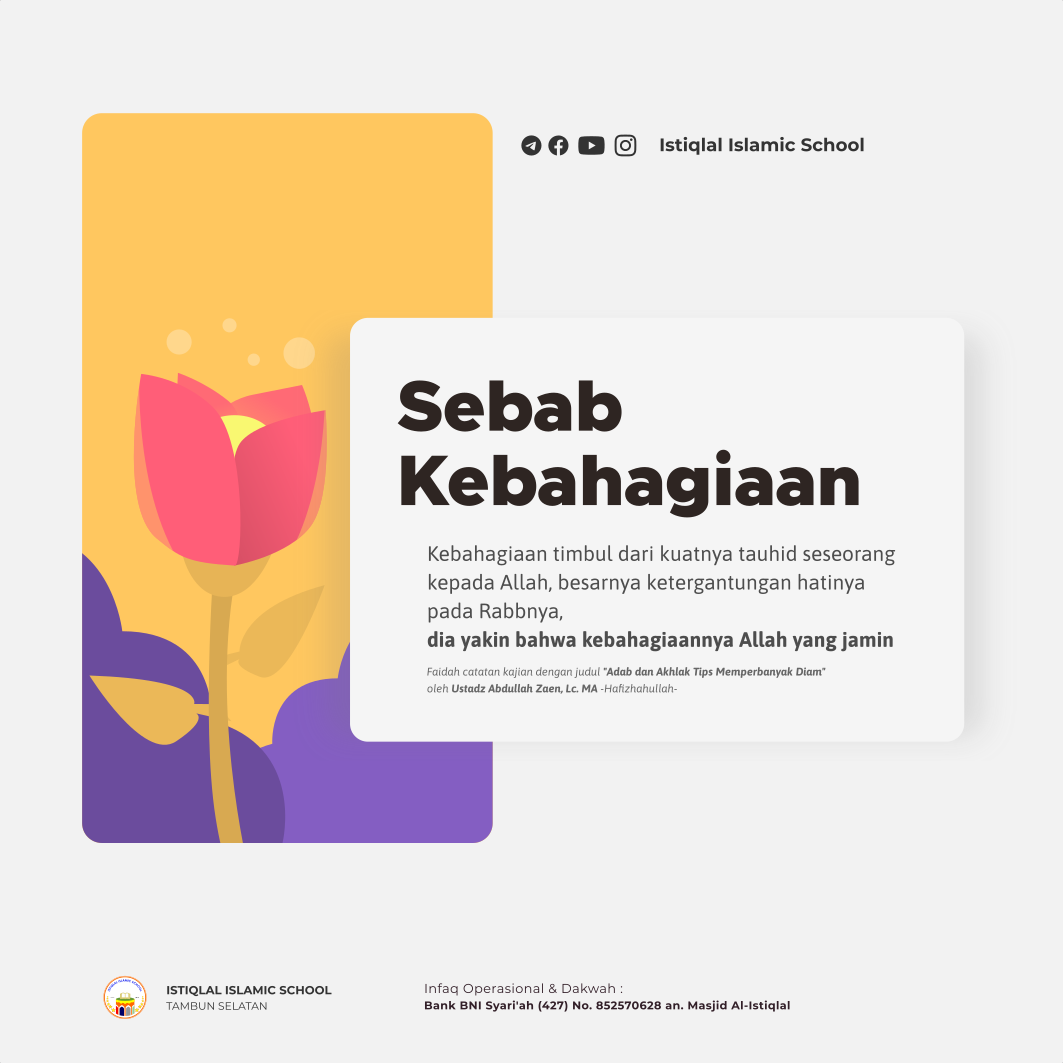 Istiqlal Islamic School
Sebab
Kebahagiaan
Kebahagiaan timbul dari kuatnya tauhid seseorang
kepada Allah, besarnya ketergantungan hatinya
pada Rabbnya,
dia yakin bahwa kebahagiaannya Allah yang jamin
Faidah catatan kajian dengan judul "Adab dan Akhlak Tips Memperbanyak Diam"
oleh Ustadz Abdullah Zaen, Lc. MA -Hafizhahullah-
ISTIQLAL ISLAMIC SCHOOL
TAMBUN SELATAN
Infaq Operasional & Dakwah :
Bank BNI Syari'ah (427) No. 852570628 an. Masjid Al-Istiqlal